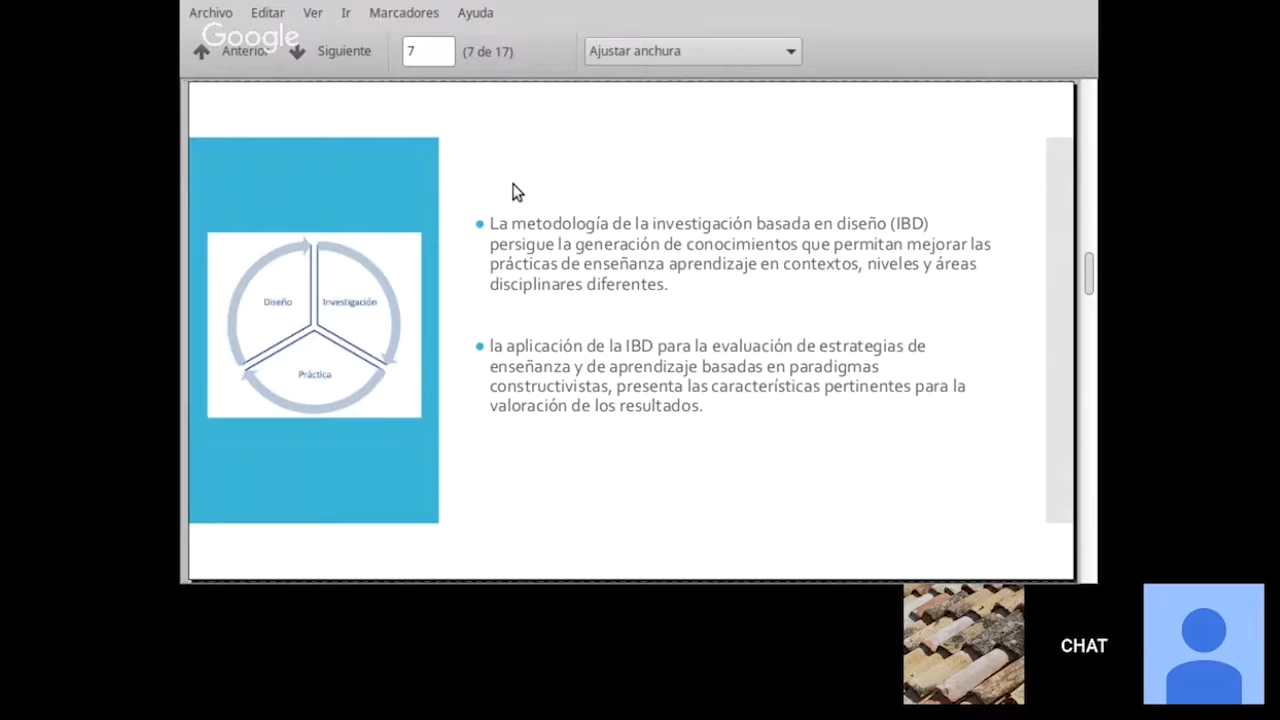 Archivo Editar Ver Ir Marcadores Ayuda
Google
Anterior Siguiente 7 (7 de 17) Ajustar anchura
La metodología de la investigación basada en diseño (IBD)
persigue la generación de conocimientos que permitan mejorar las
prácticas de enseñanza aprendizaje en contextos, niveles y áreas
disciplinares diferentes.
Diseño Investigación
Práctica
la aplicación de la IBD para la evaluación de estrategias de
enseñanza y de aprendizaje basadas en paradigmas
constructivistas, presenta las características pertinentes para la
valoración de los resultados.
CHAT